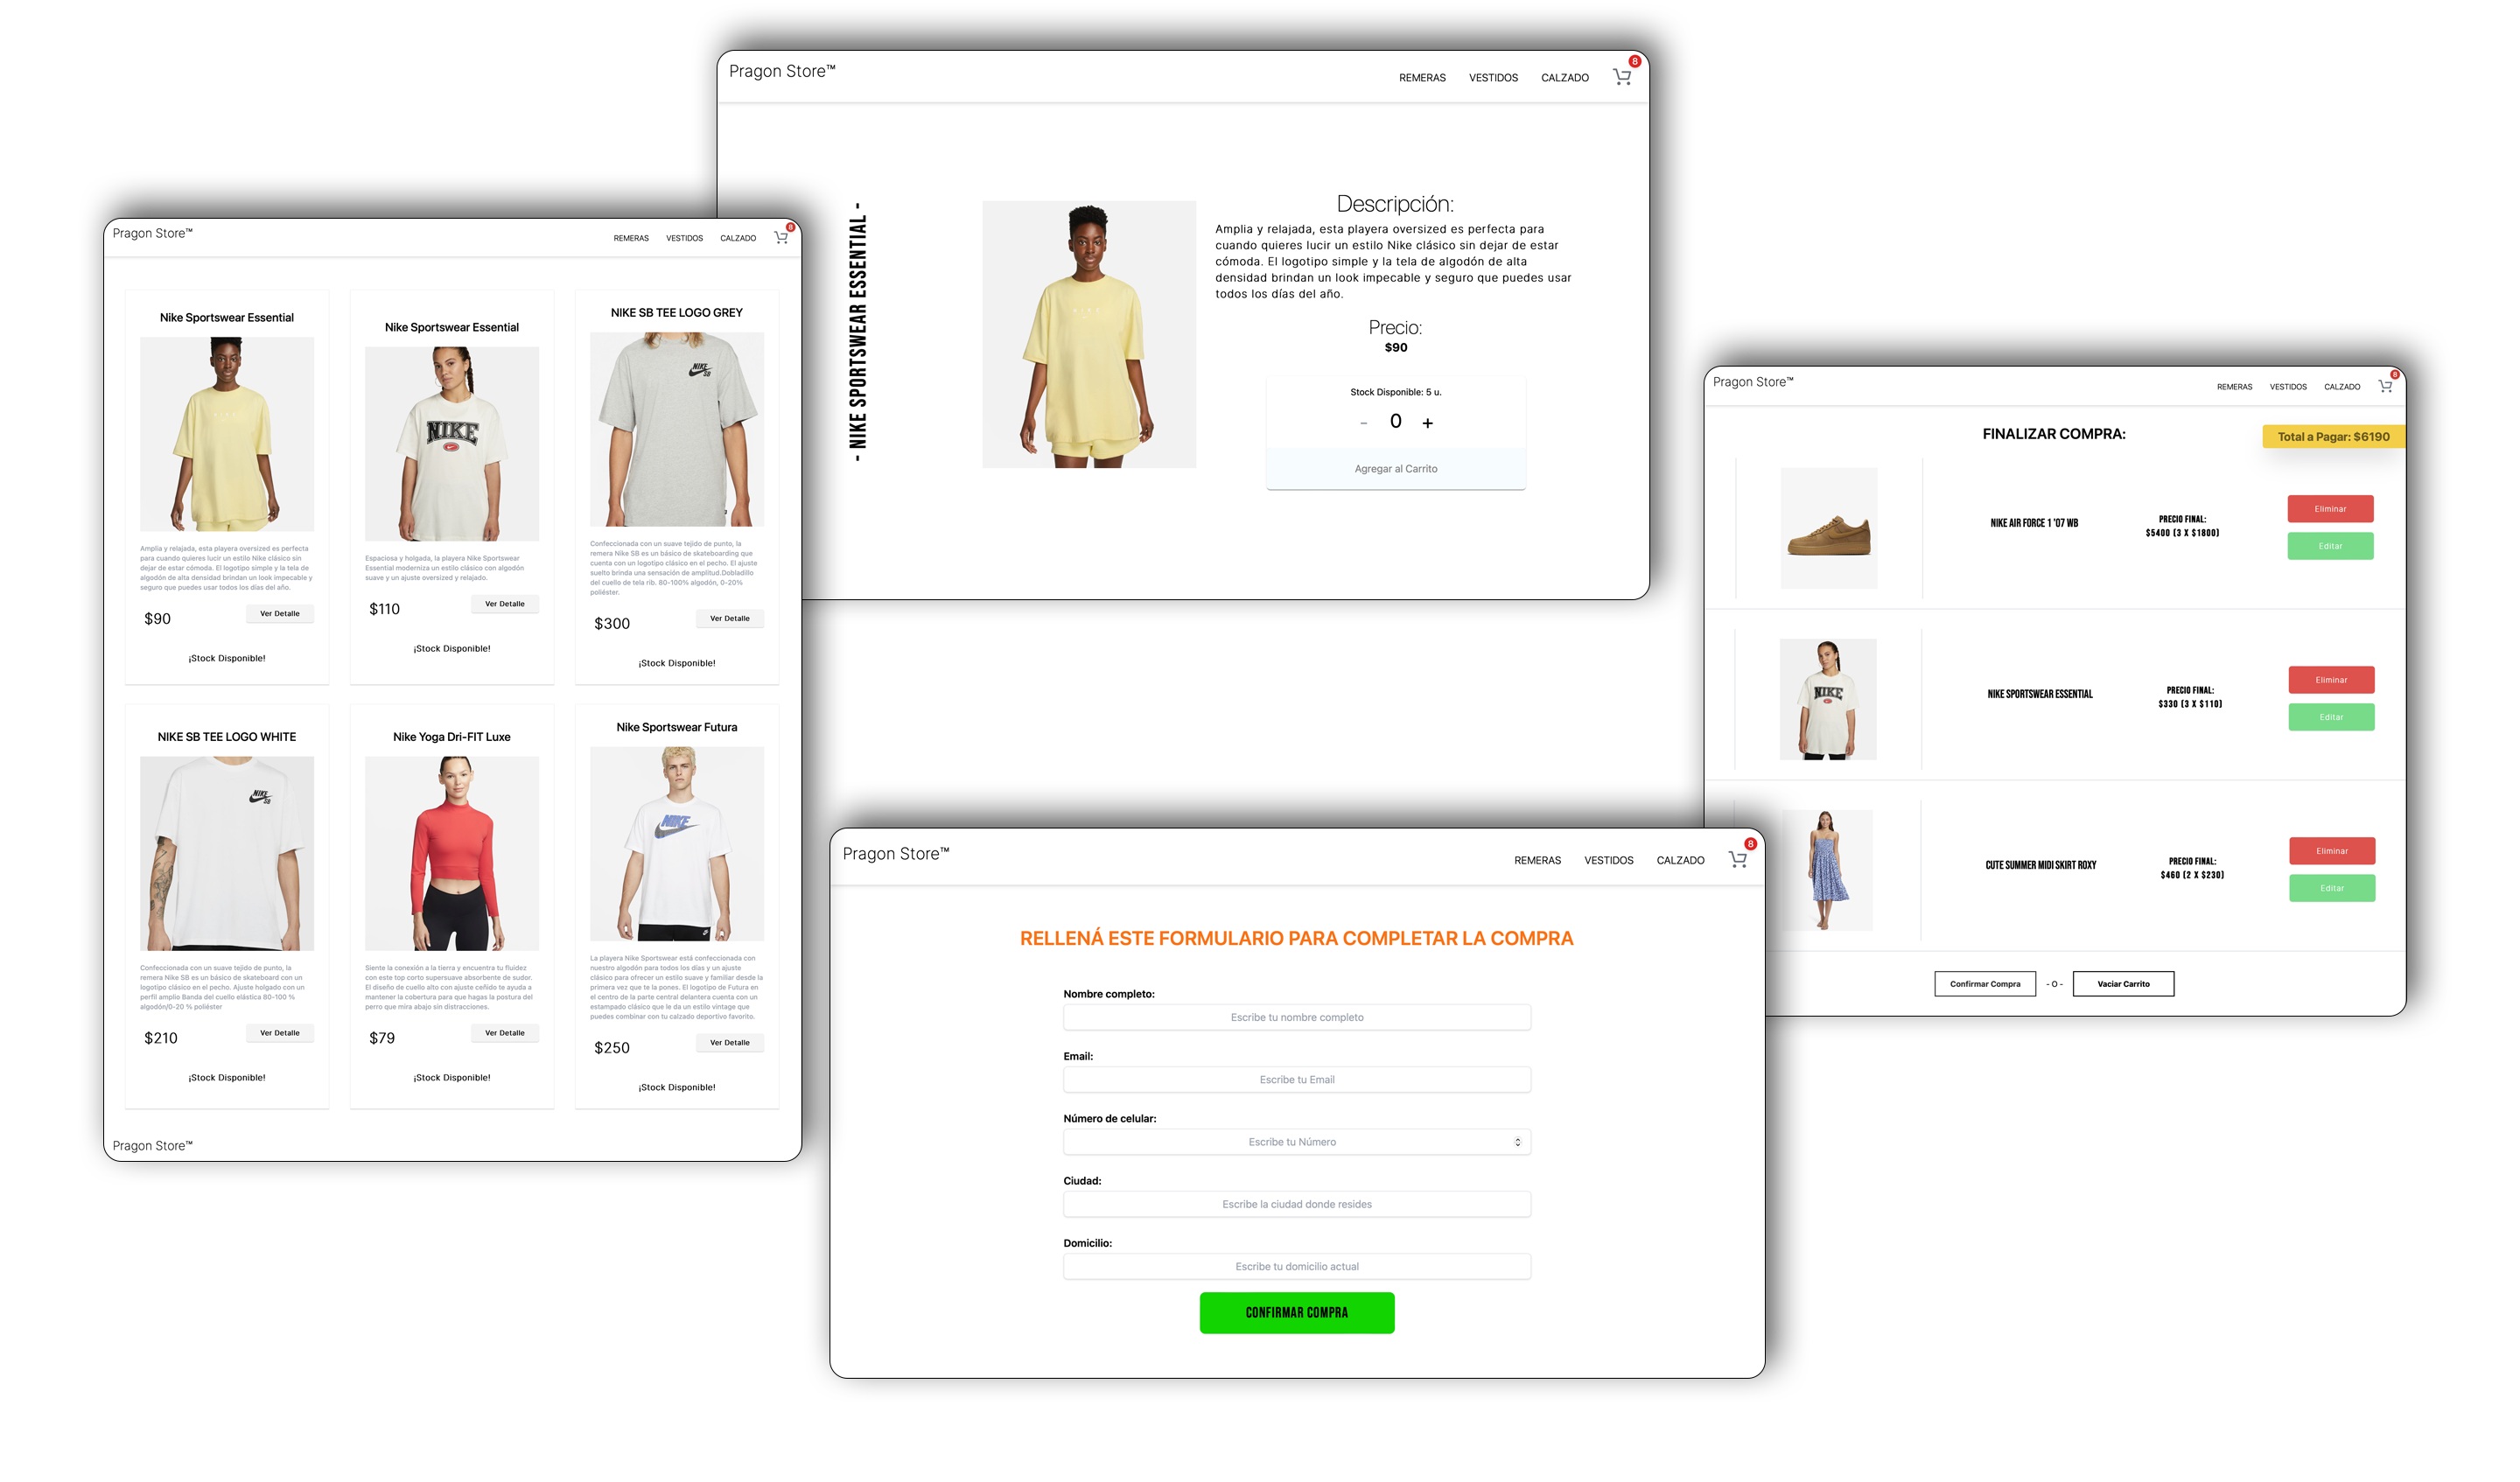 Pragon Store™
REMERAS VESTIDOS CALZADO 8
Nike Sportswear Essential
Amplia y relajada, esta playera oversized es perfecta
para cuando quieres lucir un estilo Nike clásico sin
dejar de estar cómoda. El logotipo simple y la tela de
algodón de alta densidad brindan un look impecable y
seguro que puedes usar todos los días del año.
$90
Ver Detalle
¡Stock Disponible!
Nike Sportswear Essential
NIKE
Espaciosa y holgada, la playera Nike Sportswear
Essential moderniza un estilo clásico con algodón
suave y un ajuste oversized y relajado.
$110
Ver Detalle
¡Stock Disponible!
NIKE SB TEE LOGO GREY
NIKE
SB
Confeccionada con un suave tejido de punto, la
remera Nike SB es un básico de skateboarding que
cuenta con un logotipo clásico en el pecho. El ajuste
suelto brinda una sensación de amplitud.Dobladillo
del cuello de tela rib. 80-100% algodón, 0-20%
poliéster.
$300
Ver Detalle
¡Stock Disponible!
NIKE SB TEE LOGO WHITE
NIKE
SB
Confeccionada con un suave tejido de punto, la
remera Nike SB es un básico de skateboard con un
logotipo clásico en el pecho. Ajuste holgado con un
perfil amplio Banda del cuello elástica 80-100 %
algodón/0-20 % poliéster
$210
Ver Detalle
¡Stock Disponible!
Nike Yoga Dri-FIT Luxe
Siente la conexión a la tierra y encuentra tu fluidez
con este top corto supersuave absorbente de sudor.
El diseño de cuello alto con ajuste ceñido te ayuda a
mantener la cobertura para que hagas la postura del
perro que mira abajo sin distracciones.
$79
Ver Detalle
¡Stock Disponible!
Nike Sportswear Futura
NIKE
La playera Nike Sportswear está confeccionada con
nuestro algodón para todos los días y un ajuste
clásico para ofrecer un estilo suave y familiar desde la
primera vez que te la pones. El logotipo de Futura en
el centro de la parte central delantera cuenta con un
estampado clásico que le da un estilo vintage que
puedes combinar con tu calzado deportivo favorito.
$250
Ver Detalle
¡Stock Disponible!
Pragon Store™
Pragon Store™
REMERAS VESTIDOS CALZADO 8
- NIKE SPORTSWEAR ESSENTIAL -
NIKE
Descripción:
Amplia y relajada, esta playera oversized es perfecta para
cuando quieres lucir un estilo Nike clásico sin dejar de estar
cómoda. El logotipo simple y la tela de algodón de alta
densidad brindan un look impecable y seguro que puedes usar
todos los días del año.
Precio:
$90
Stock Disponible: 5 u.
- 0 +
Agregar al Carrito
Pragon Store™
REMERAS VESTIDOS CALZADO 8
FINALIZAR COMPRA:
Total a Pagar: $6190
NIKE AIR FORCE 1 '07 WB
PRECIO FINAL:
$5400 (3 X $1800)
Eliminar
Editar
NIKE
NIKE SPORTSWEAR ESSENTIAL
PRECIO FINAL:
$330 (3 X $110)
Eliminar
Editar
CUTE SUMMER MIDI SKIRT ROXY
PRECIO FINAL:
$460 (2 X $230)
Eliminar
Editar
Confirmar Compra - O - Vaciar Carrito
Pragon Store™
REMERAS VESTIDOS CALZADO 8
RELLENÁ ESTE FORMULARIO PARA COMPLETAR LA COMPRA
Nombre completo:
Escribe tu nombre completo
Email:
Escribe tu Email
Número de celular:
Escribe tu Número
Ciudad:
Escribe la ciudad donde resides
Domicilio:
Escribe tu domicilio actual
CONFIRMAR COMPRA